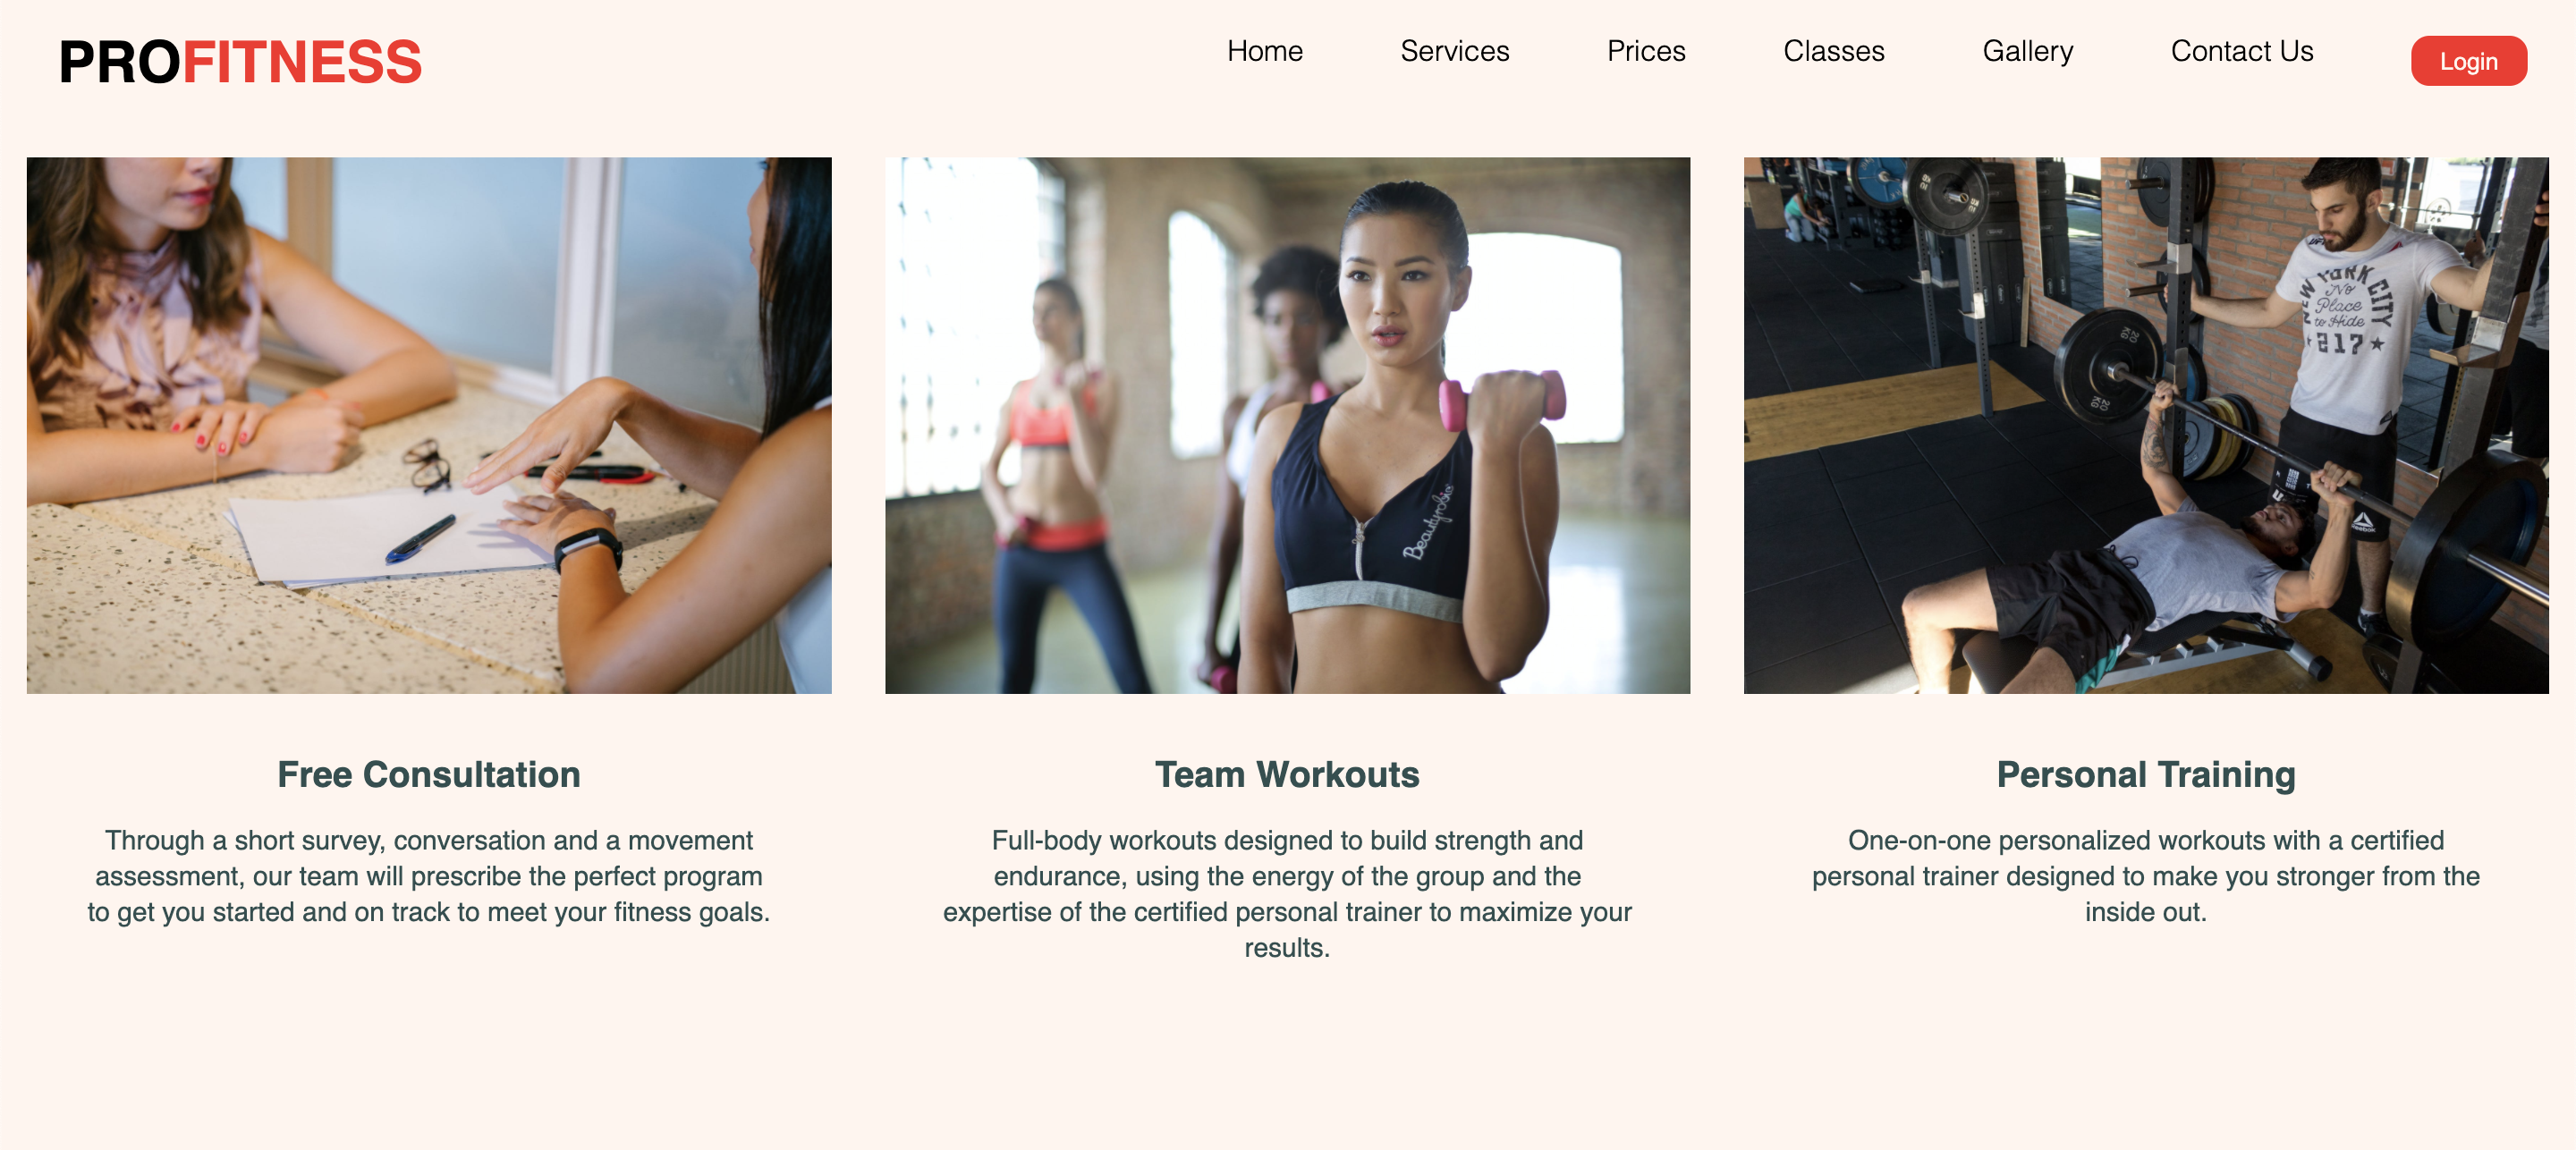 PROFITNESS
Home Services Prices Classes Gallery Contact Us Login
Beautyrobic
NEW YORK CITY
No
Place
to Hide
217
20 KG
Reebok
Free Consultation
Through a short survey, conversation and a movement
assessment, our team will prescribe the perfect program
to get you started and on track to meet your fitness goals.
Team Workouts
Full-body workouts designed to build strength and
endurance, using the energy of the group and the
expertise of the certified personal trainer to maximize your
results.
Personal Training
One-on-one personalized workouts with a certified
personal trainer designed to make you stronger from the
inside out.